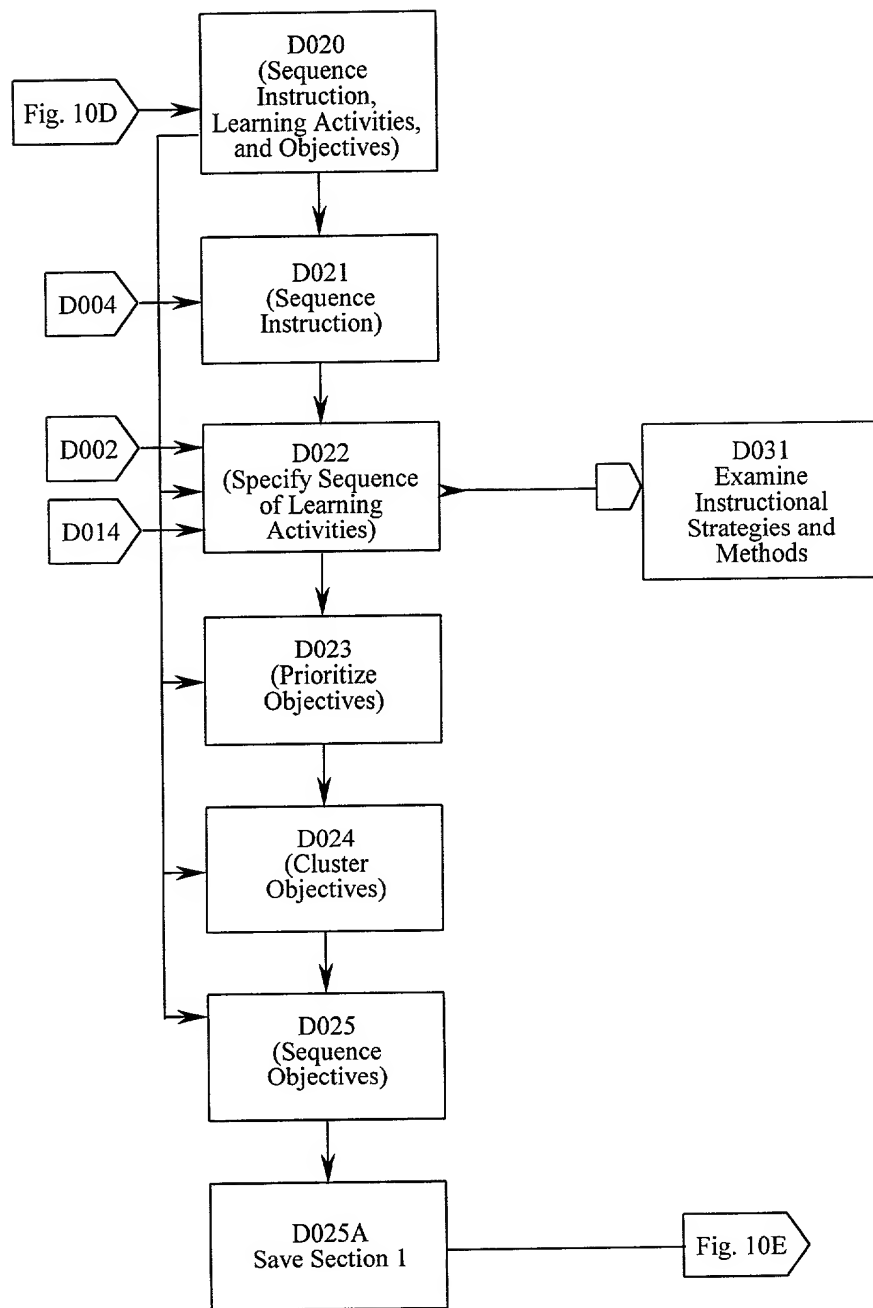 D020
(Sequence
Instruction,
Learning Activities,
and Objectives)
Fig. 10D
D021
(Sequence
Instruction)
D004
D002
D022
(Specify Sequence
of Learning
Activities)
D014
D031
Examine
Instructional
Strategies and
Methods
D023
(Prioritize
Objectives)
D024
(Cluster
Objectives)
D025
(Sequence
Objectives)
D025A
Save Section 1
Fig. 10E